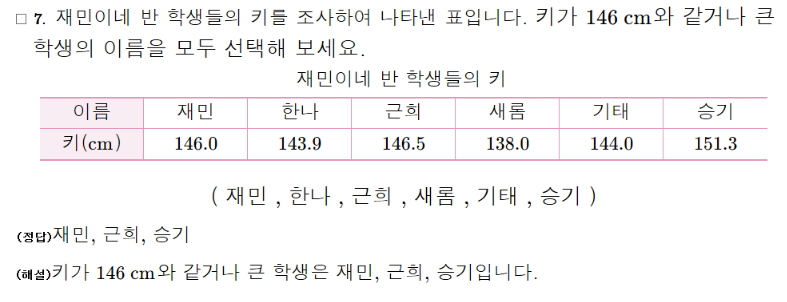 □ 7. 재민이네 반 학생들의 키를 조사하여 나타낸 표입니다. 키가 146 cm와 같거나 큰
학생의 이름을 모두 선택해 보세요.
재민이네 반 학생들의 키
이름 재민 한나 근희 새롬 기태 승기
키(cm) 146.0 143.9 146.5 138.0 144.0 151.3
( 재민 , 한나 , 근희 , 새롬 , 기태 , 승기 )
(정답)재민, 근희, 승기
(해설)키가 146 cm와 같거나 큰 학생은 재민, 근희, 승기입니다.